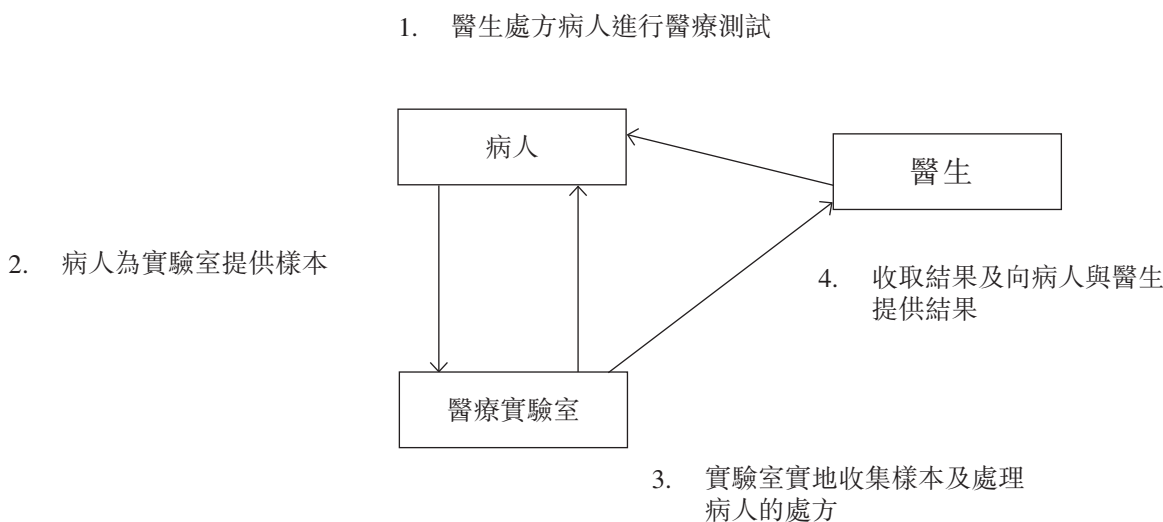 1. 醫生處方病人進行醫療測試
病人
醫生
2. 病人為實驗室提供樣本
4. 收取結果及向病人與醫生
提供結果
醫療實驗室
3. 實驗室實地收集樣本及處理
病人的處方